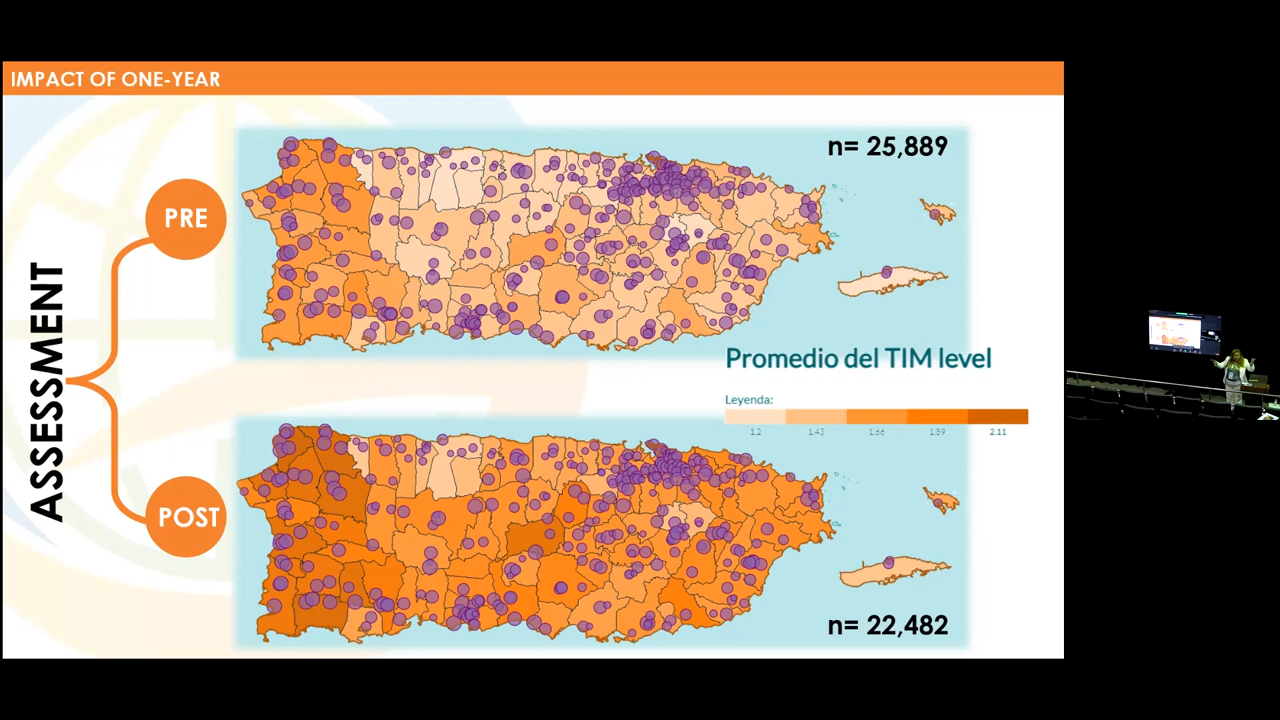 IMPACT OF ONE-YEAR
n= 25,889
PRE
ASSESSMENT
Promedio del TIM level
Leyenda:
1.2 1.43 1.66 1.89 2.11
POST
n= 22,482